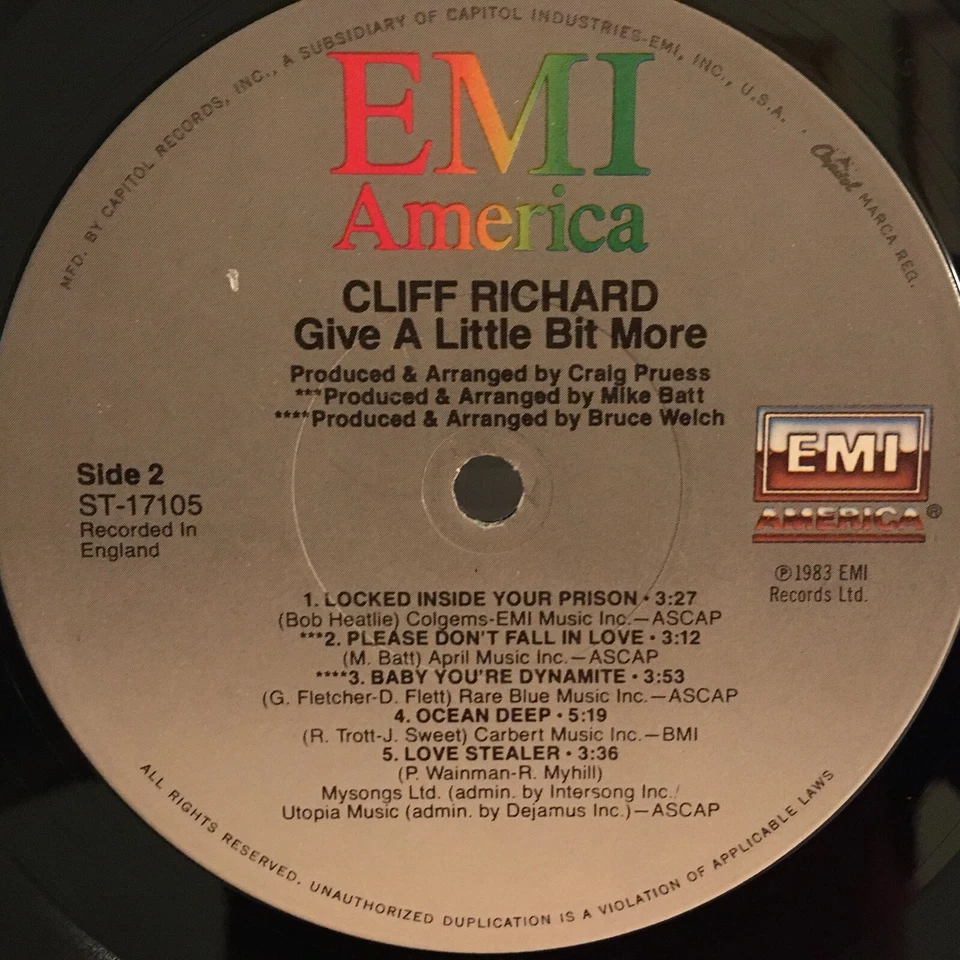 MFD. BY CAPITOL RECORDS, INC., A SUBSIDIARY OF CAPITOL INDUSTRIES-EMI, INC., U.S.A. . Capitol MARCA REG.
EMI
America
CLIFF RICHARD
Give A Little Bit More
Produced & Arranged by Craig Pruess
***Produced & Arranged by Mike Batt
****Produced & Arranged by Bruce Welch
Side 2
ST-17105
Recorded In
England
EMI
AMERICA®
℗1983 EMI
Records Ltd.
1. LOCKED INSIDE YOUR PRISON • 3:27
(Bob Heatlie) Colgems-EMI Music Inc.—ASCAP
***2. PLEASE DON'T FALL IN LOVE • 3:12
(M. Batt) April Music Inc.—ASCAP
****3. BABY YOU'RE DYNAMITE • 3:53
(G. Fletcher-D. Flett) Rare Blue Music Inc.—ASCAP
4. OCEAN DEEP • 5:19
(R. Trott-J. Sweet) Carbert Music Inc.—BMI
5. LOVE STEALER • 3:36
(P. Wainman-R. Myhill)
Mysongs Ltd. (admin. by Intersong Inc./
Utopia Music (admin. by Dejamus Inc.)—ASCAP
ALL RIGHTS RESERVED. UNAUTHORIZED DUPLICATION IS A VIOLATION OF APPLICABLE LAWS